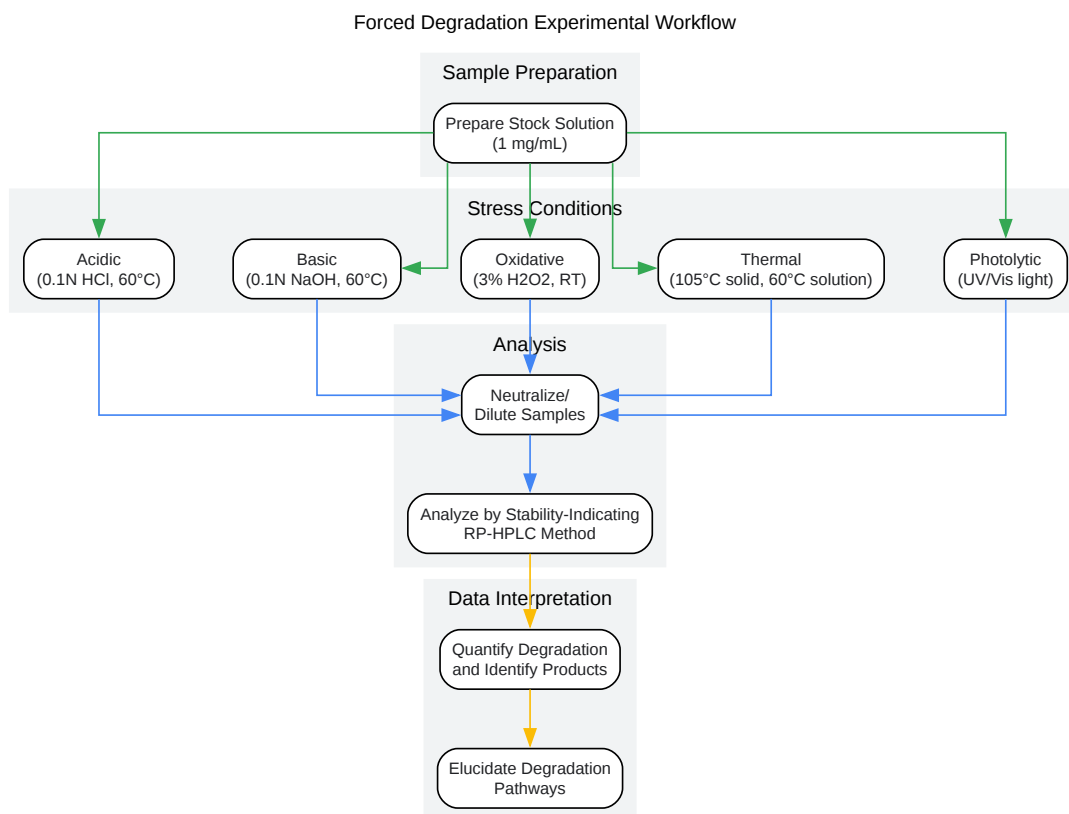 Forced Degradation Experimental Workflow
Sample Preparation
Prepare Stock Solution
(1 mg/mL)
Stress Conditions
Acidic
(0.1N HCl, 60°C)
Basic
(0.1N NaOH, 60°C)
Oxidative
(3% H2O2, RT)
Thermal
(105°C solid, 60°C solution)
Photolytic
(UV/Vis light)
Analysis
Neutralize/
Dilute Samples
Analyze by Stability-Indicating
RP-HPLC Method
Data Interpretation
Quantify Degradation
and Identify Products
Elucidate Degradation
Pathways